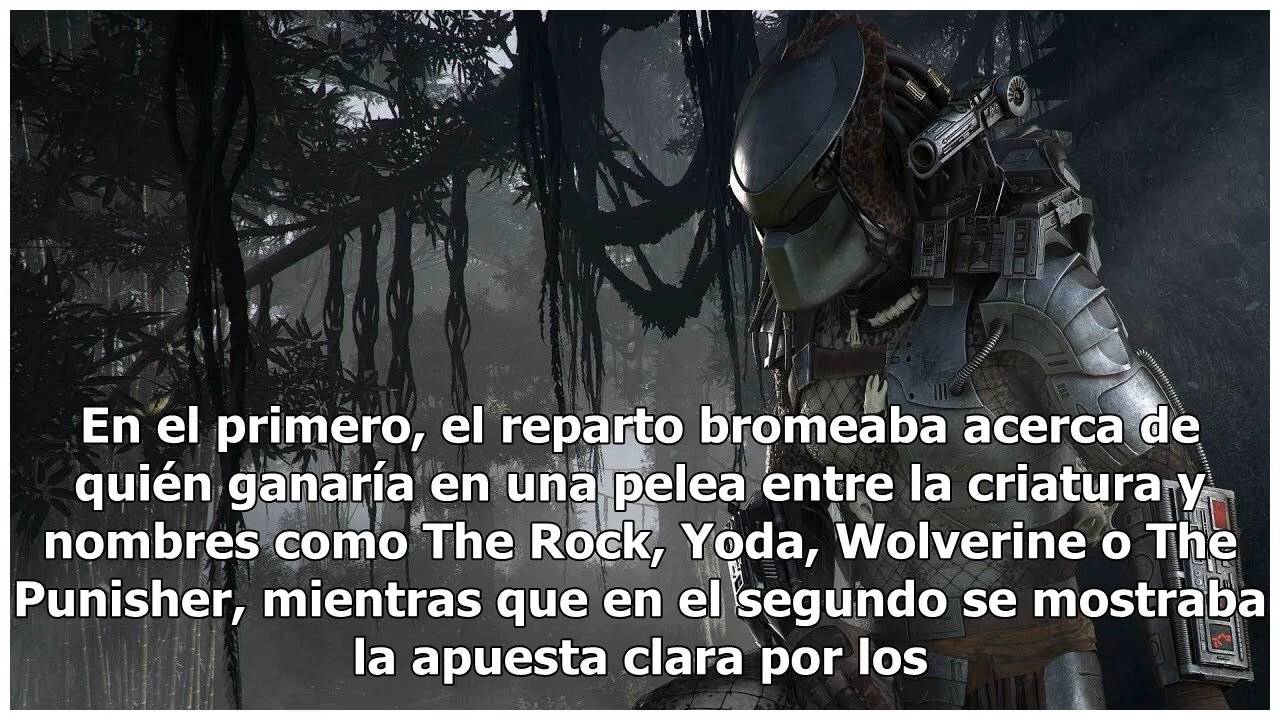 En el primero, el reparto bromeaba acerca de
quién ganaría en una pelea entre la criatura y
nombres como The Rock, Yoda, Wolverine o The
Punisher, mientras que en el segundo se mostraba
la apuesta clara por los